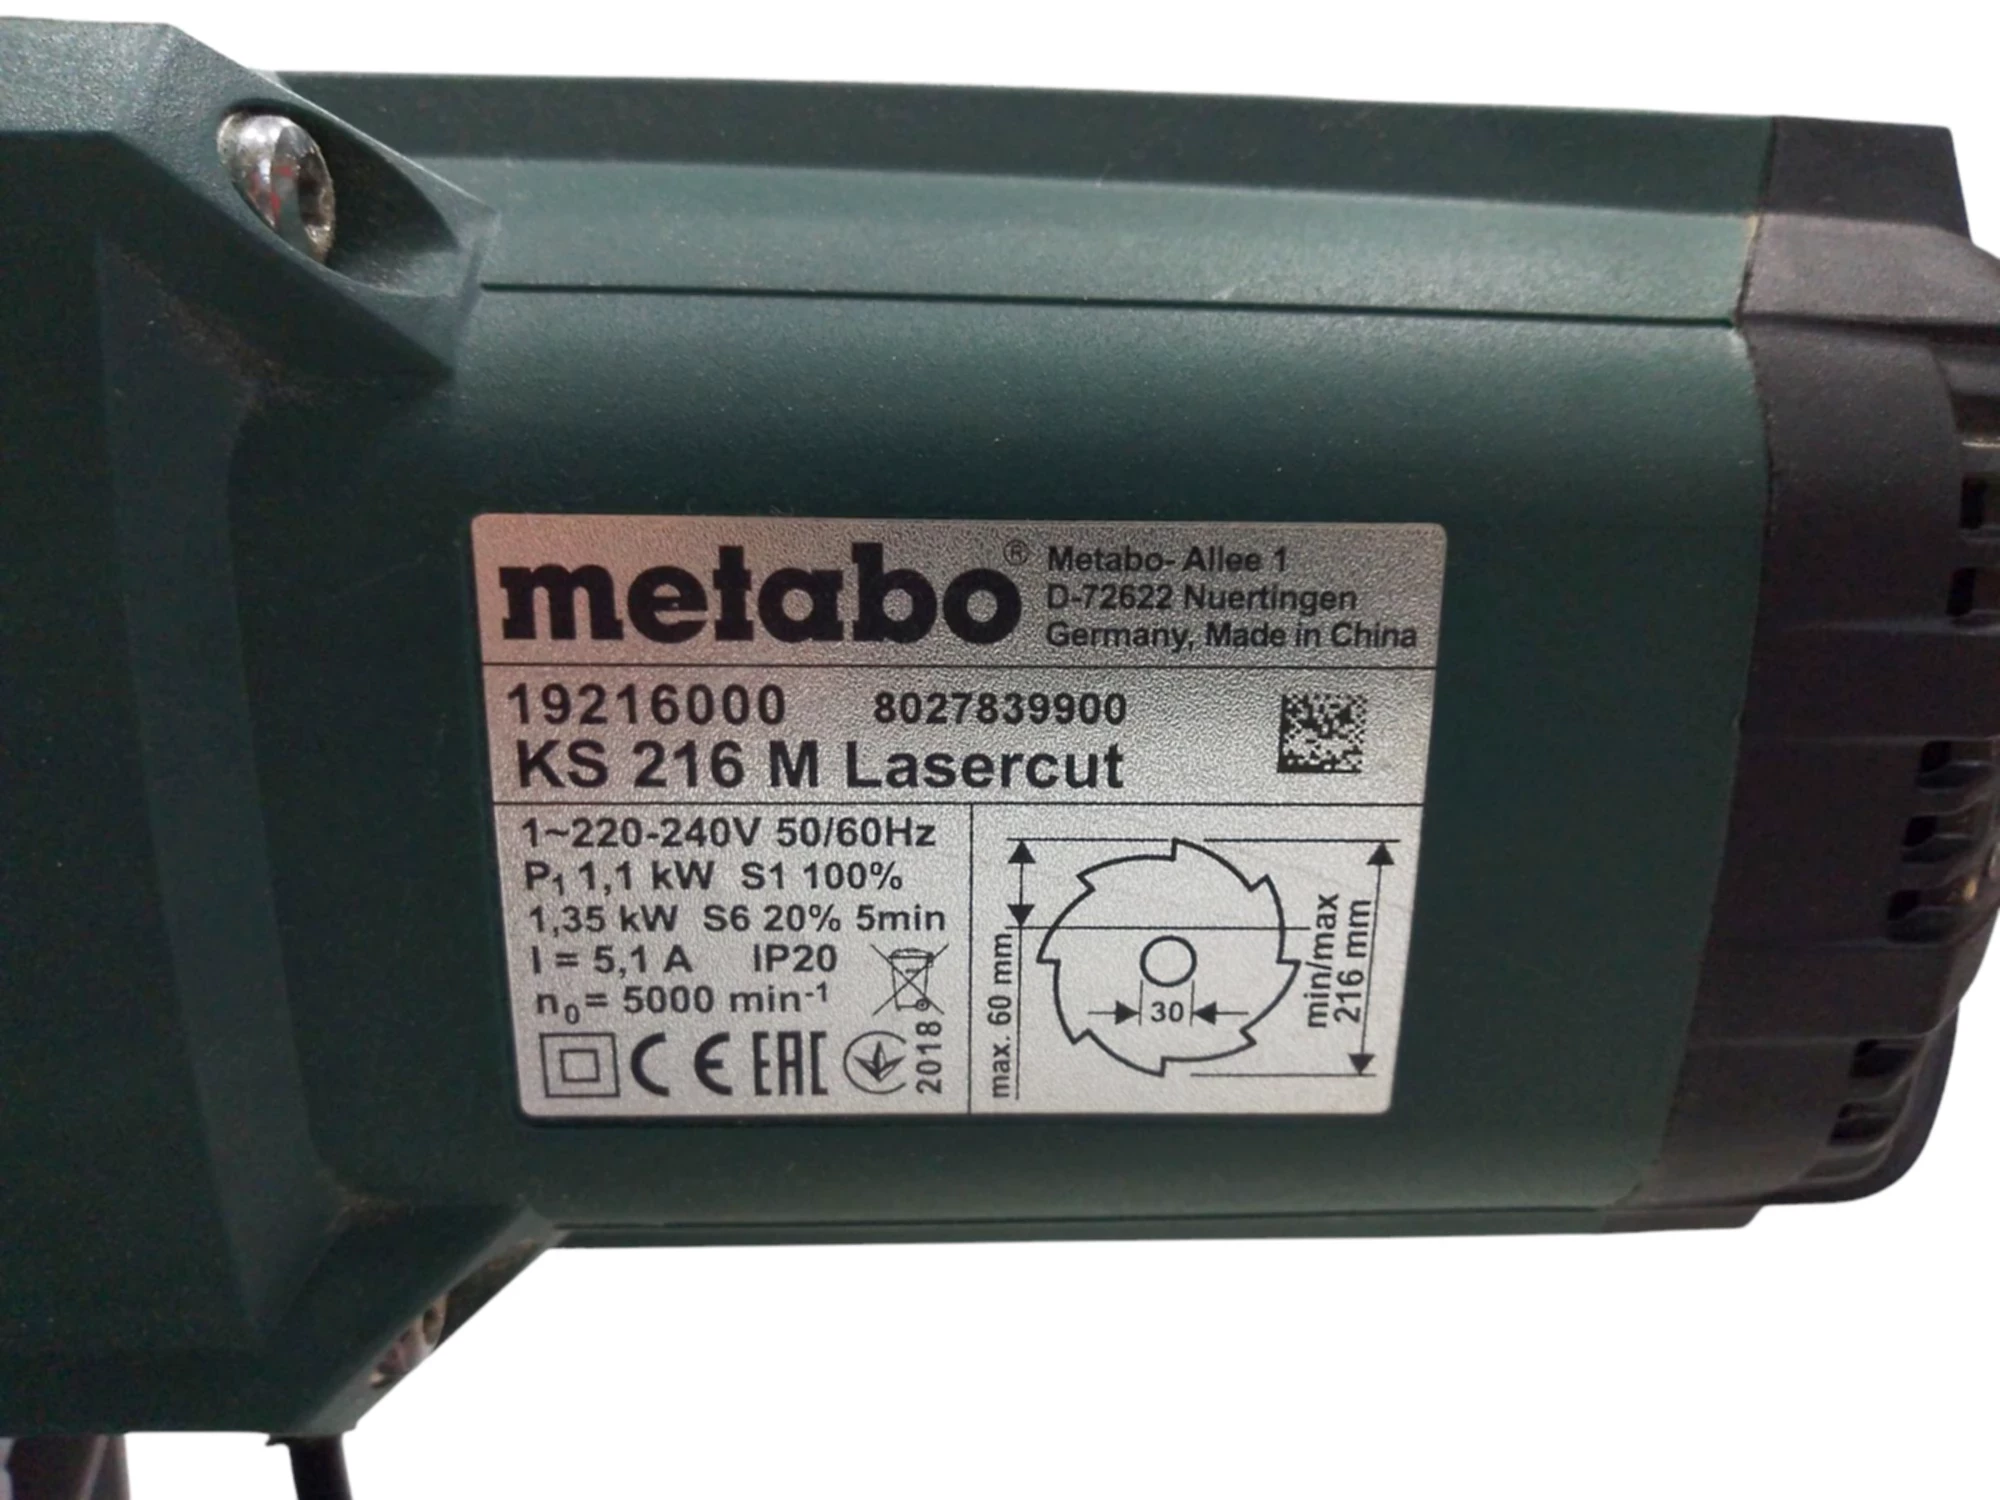 metabo®
Metabo- Allee 1
D-72622 Nuertingen
Germany, Made in China
19216000 8027839900
KS 216 M Lasercut
1~220-240V 50/60Hz
P1 1,1 kW S1 100%
1,35 kW S6 20% 5min
I = 5,1 A IP20
n0= 5000 min-1
CE EAC 2018
max. 60 mm
30
min/max
216 mm